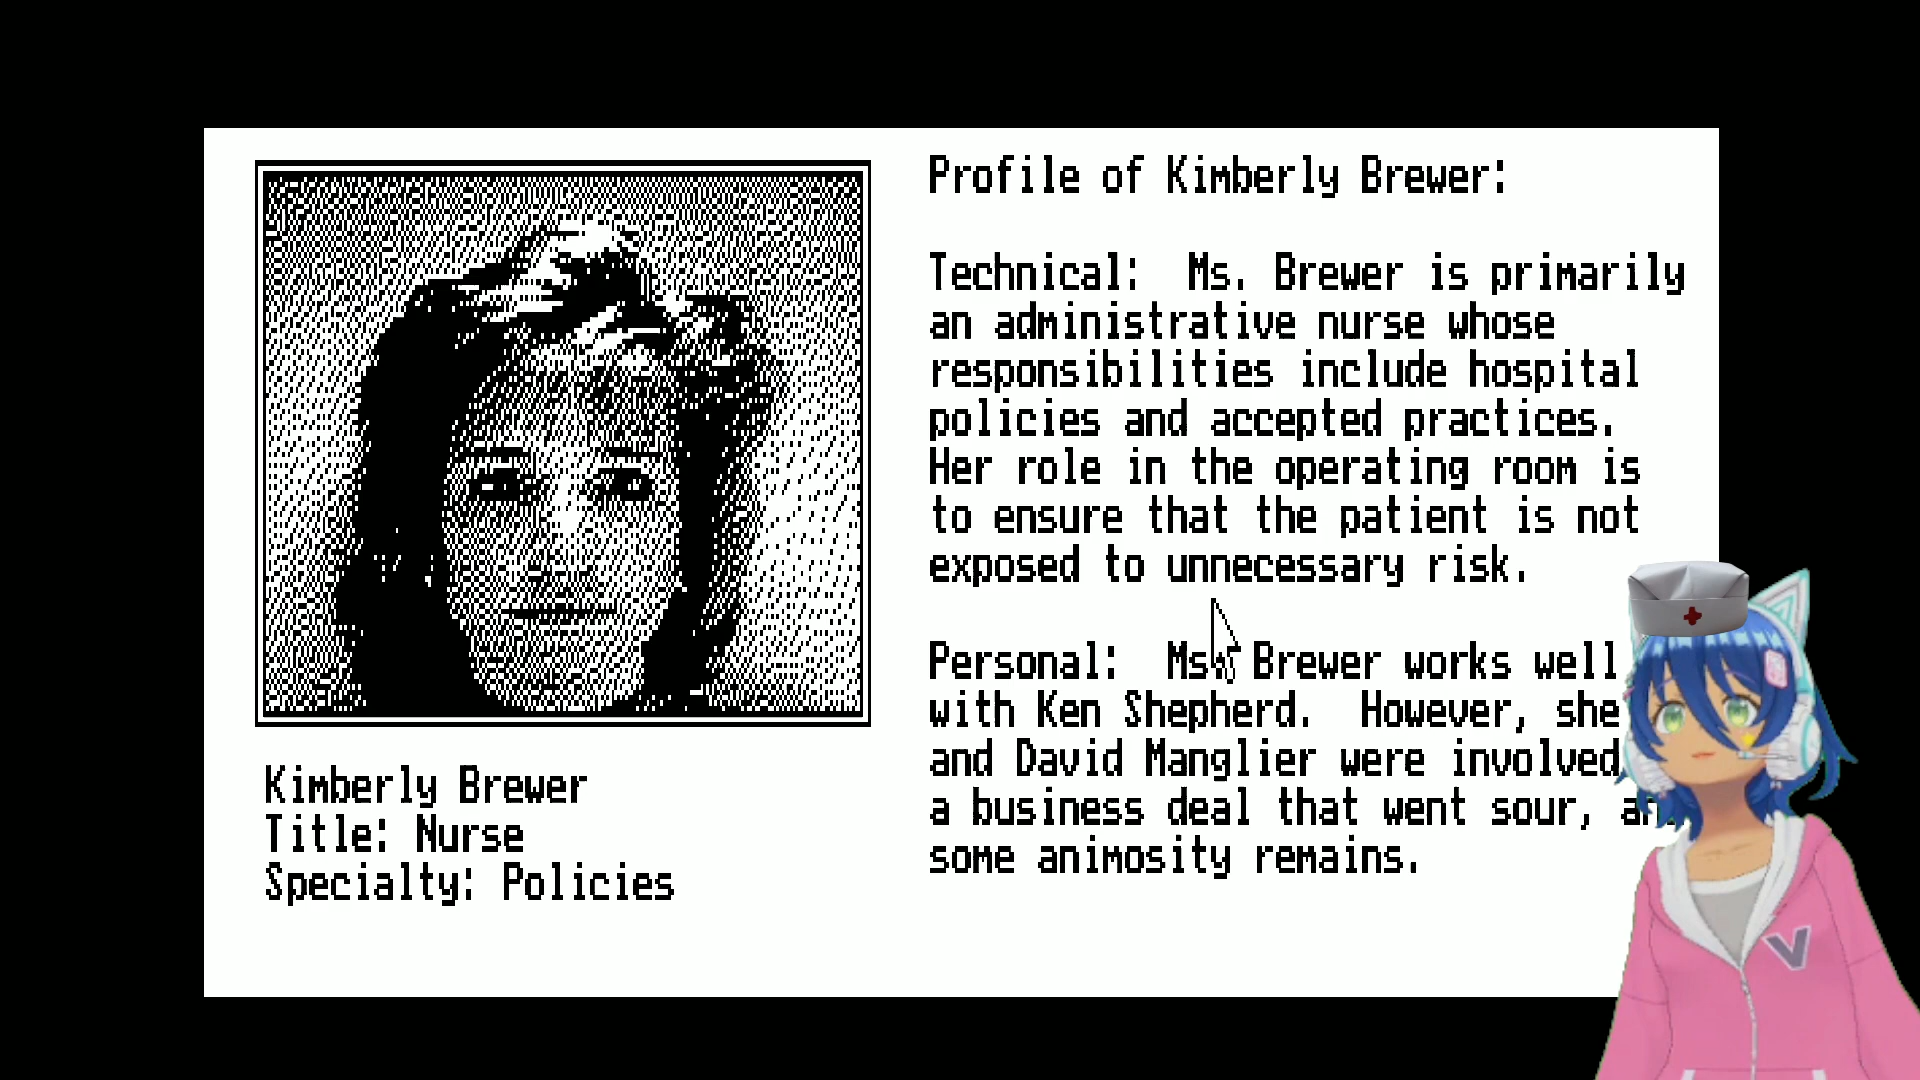 Profile of Kimberly Brewer:
Technical:  Ms. Brewer is primarily
an administrative nurse whose
responsibilities include hospital
policies and accepted practices.
Her role in the operating room is
to ensure that the patient is not
exposed to unnecessary risk.
Personal:  Ms. Brewer works well
with Ken Shepherd.  However, she
and David Manglier were involved
a business deal that went sour,
some animosity remains.
Kimberly Brewer
Title: Nurse
Specialty: Policies
V